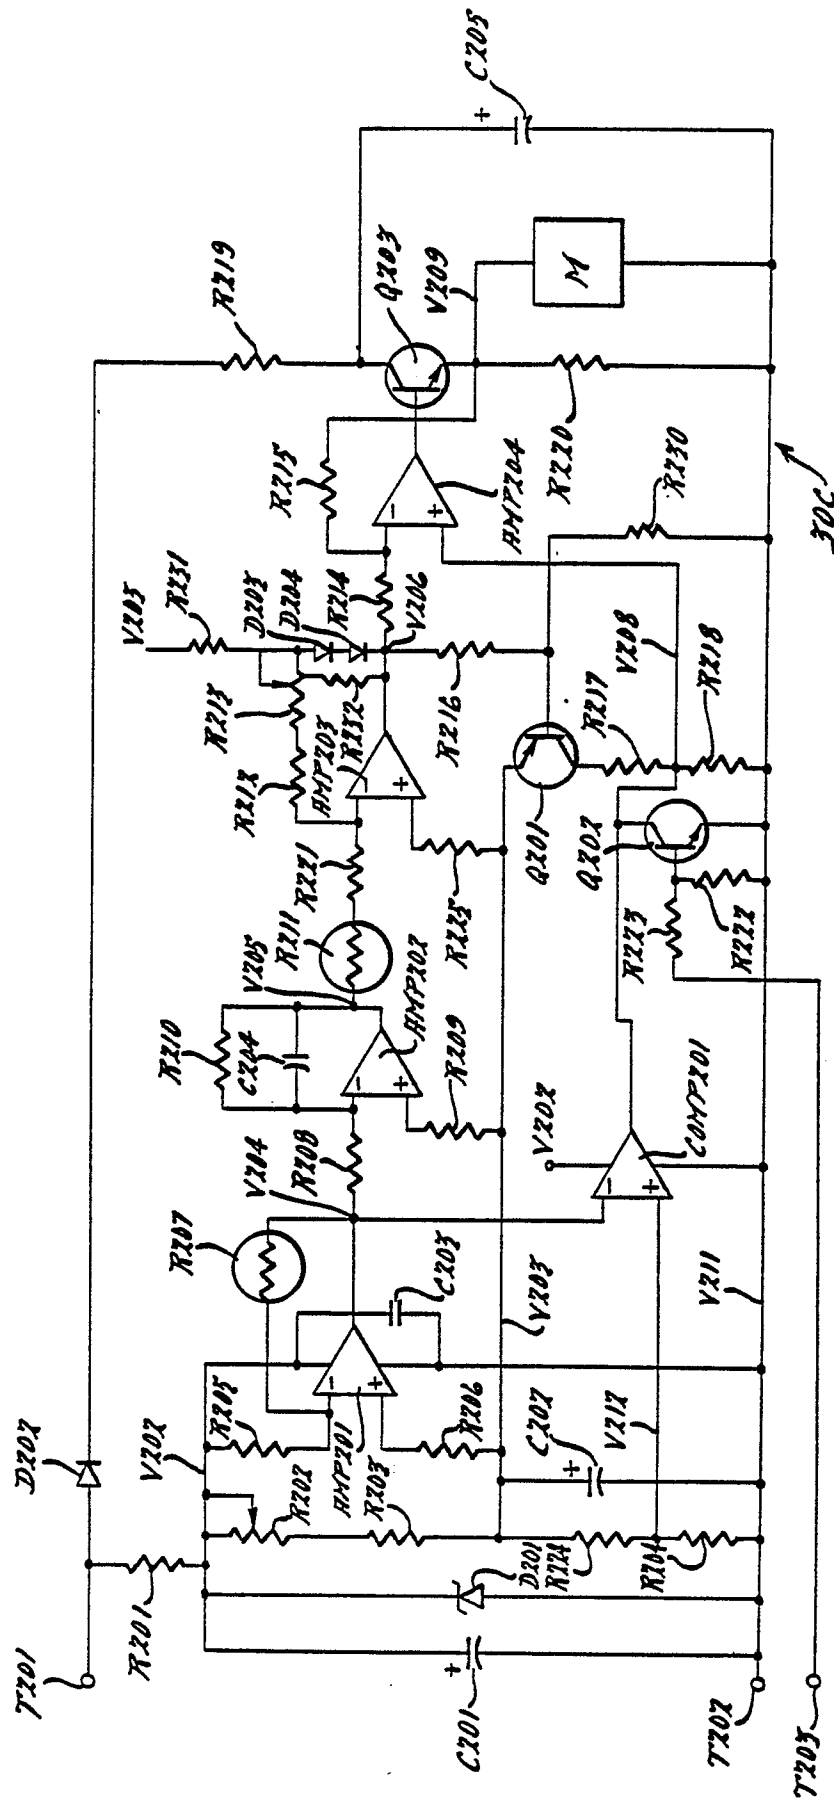 T201
D202
R219
R201
V202
R205
R207
R210
V203
R231
R202
AMP201
R203
R206
C203
V204
R208
C204
V205
R211
R221
R212
R213
AMP203
R232
D203
D204
R214
V206
R215
Q203
V209
M
C205
+
AMP202
R209
R225
R216
AMP204
R220
R230
C201
+
D201
R224
R204
C202
+
V203
V212
V202
COMP201
Q201
R217
V208
R218
Q202
R223
R222
V211
T202
T203
30C
-
+
-
+
-
+
-
+
-
+